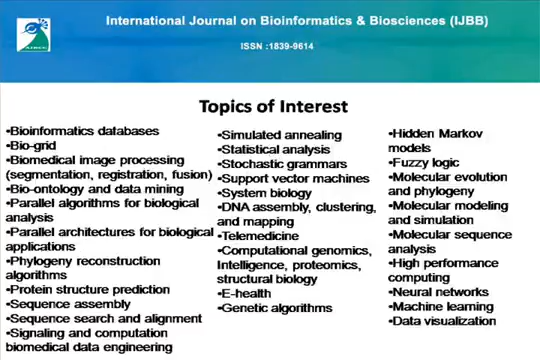 International Journal on Bioinformatics & Biosciences (IJBB)
ISSN :1839-9614
Topics of Interest
•Bioinformatics databases
•Bio-grid
•Biomedical image processing
(segmentation, registration, fusion)
•Bio-ontology and data mining
•Parallel algorithms for biological
analysis
•Parallel architectures for biological
applications
•Phylogeny reconstruction
algorithms
•Protein structure prediction
•Sequence assembly
•Sequence search and alignment
•Signaling and computation
biomedical data engineering
•Simulated annealing
•Statistical analysis
•Stochastic grammars
•Support vector machines
•System biology
•DNA assembly, clustering,
and mapping
•Telemedicine
•Computational genomics,
Intelligence, proteomics,
structural biology
•E-health
•Genetic algorithms
•Hidden Markov
models
•Fuzzy logic
•Molecular evolution
and phylogeny
•Molecular modeling
and simulation
•Molecular sequence
analysis
•High performance
computing
•Neural networks
•Machine learning
•Data visualization